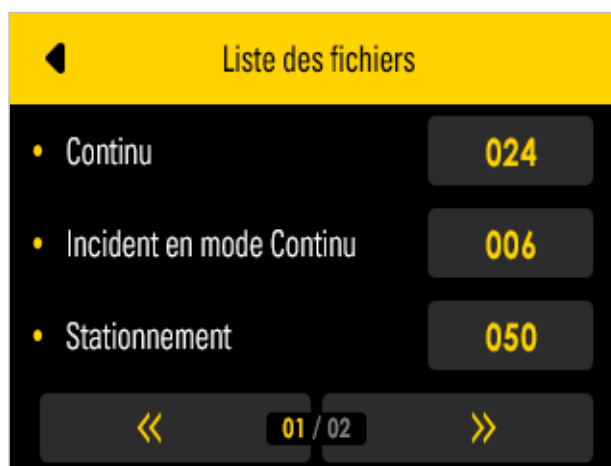 Liste des fichiers
• Continu 024
• Incident en mode Continu 006
• Stationnement 050
« 01 / 02 »